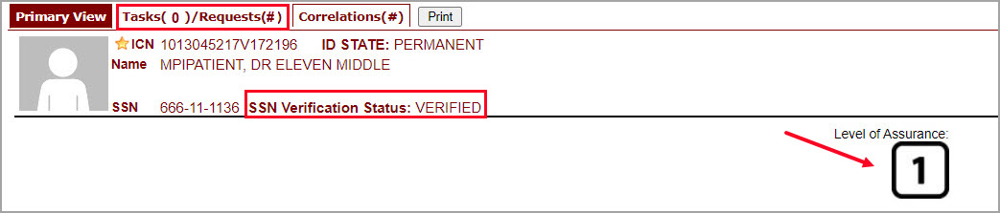 Primary View Tasks( 0 )/Requests(#) Correlations(#) Print
ICN 1013045217V172196 ID STATE: PERMANENT
Name MPIPATIENT, DR ELEVEN MIDDLE
SSN 666-11-1136 SSN Verification Status: VERIFIED
Level of Assurance:
1